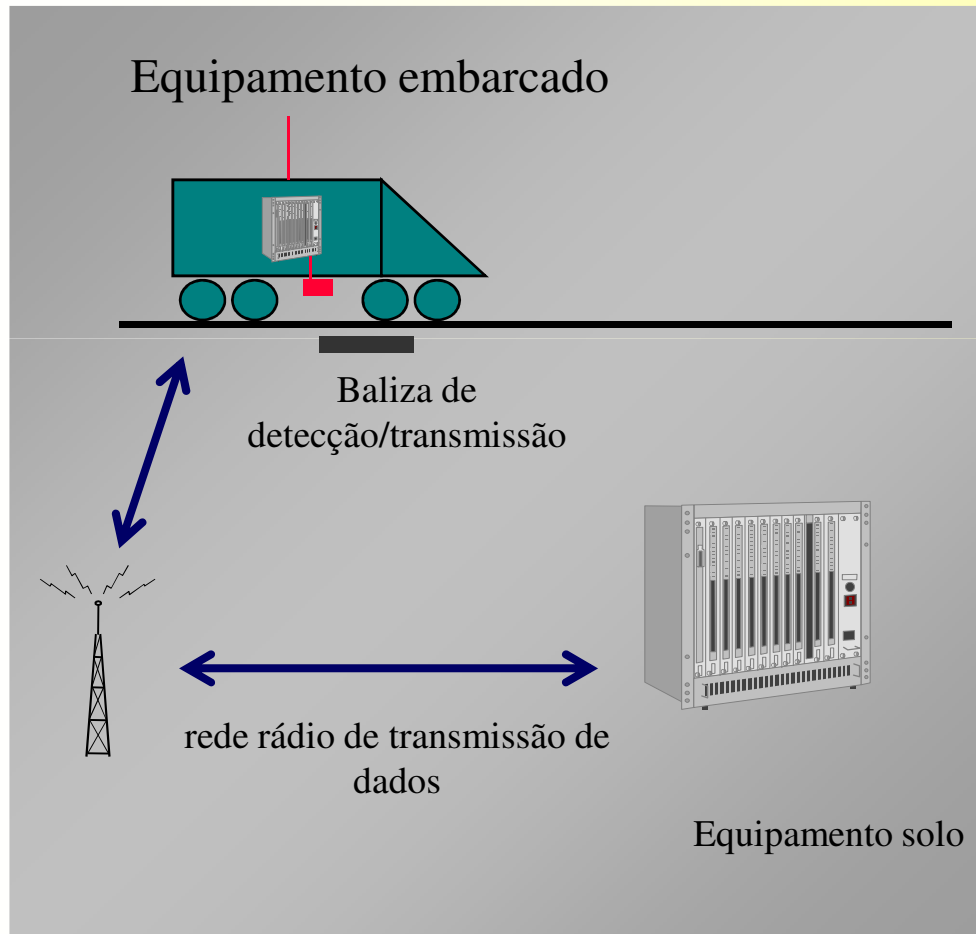 Equipamento embarcado
Baliza de
detecção/transmissão
rede rádio de transmissão de
dados
Equipamento solo